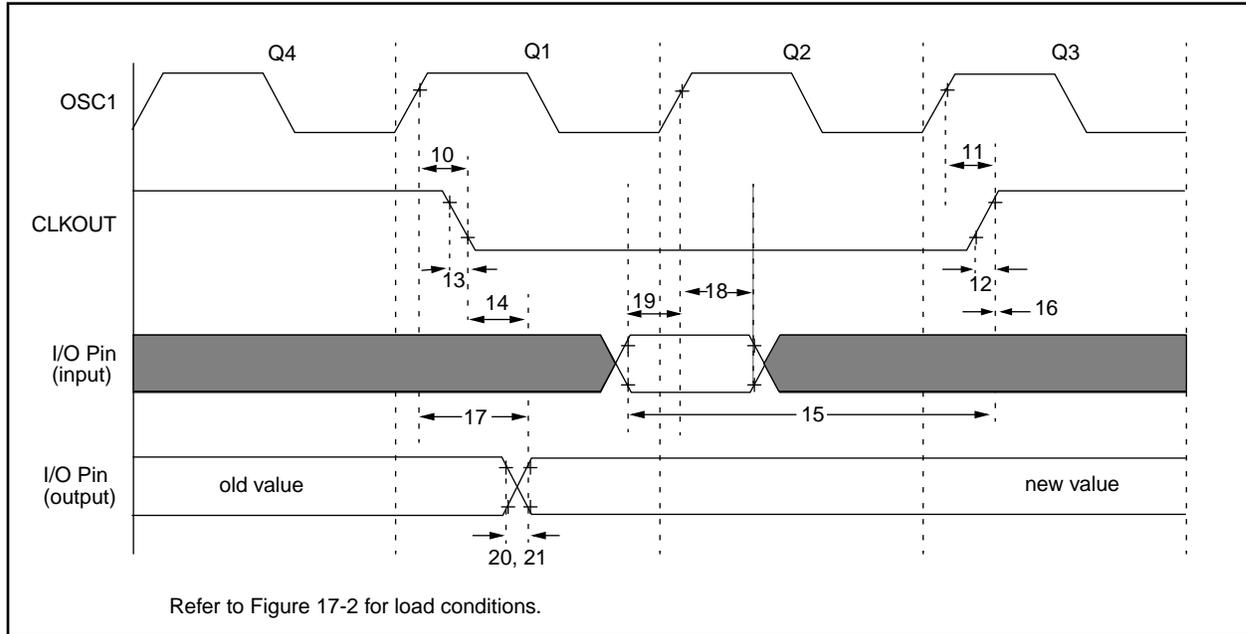 Q4 Q1 Q2 Q3
OSC1
10 11
CLKOUT
13 12
14 19 18 16
I/O Pin
(input)
17 15
I/O Pin
(output)
old value new value
20, 21
Refer to Figure 17-2 for load conditions.